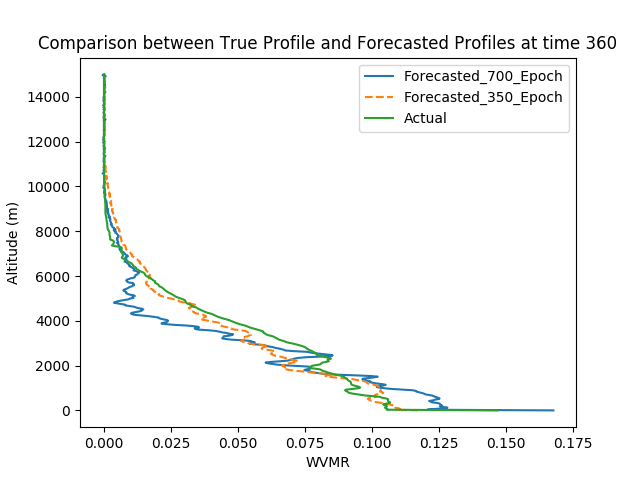 Comparison between True Profile and Forecasted Profiles at time 360
Forecasted_700_Epoch
Forecasted_350_Epoch
Actual
Altitude (m)
14000
12000
10000
8000
6000
4000
2000
0
0.000 0.025 0.050 0.075 0.100 0.125 0.150 0.175
WVMR